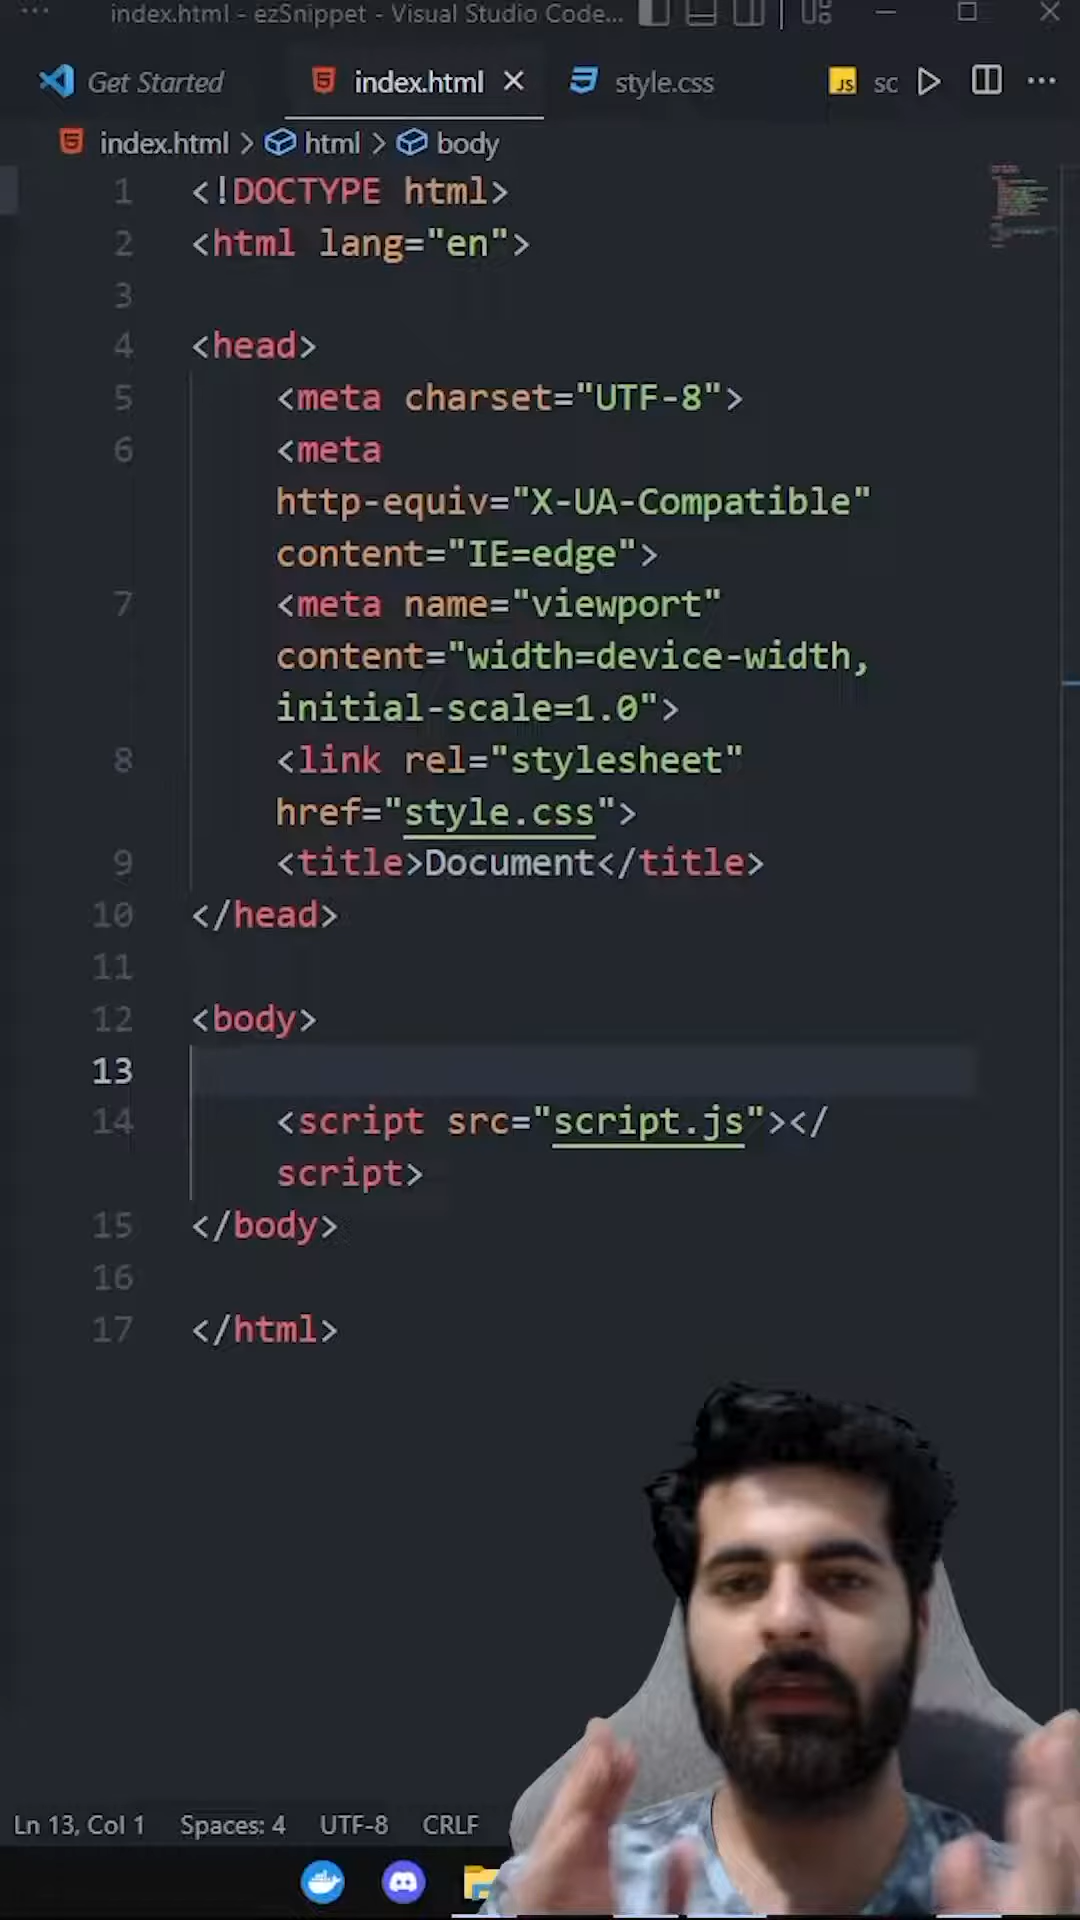 index.html - ezSnippet - Visual Studio Code...
Get Started index.html style.css JS sc
index.html > html > body
1 <!DOCTYPE html>
2 <html lang="en">
3
4 <head>
5 <meta charset="UTF-8">
6 <meta
http-equiv="X-UA-Compatible"
content="IE=edge">
7 <meta name="viewport"
content="width=device-width,
initial-scale=1.0">
8 <link rel="stylesheet"
href="style.css">
9 <title>Document</title>
10 </head>
11
12 <body>
13
14 <script src="script.js"></
script>
15 </body>
16
17 </html>
Ln 13, Col 1 Spaces: 4 UTF-8 CRLF